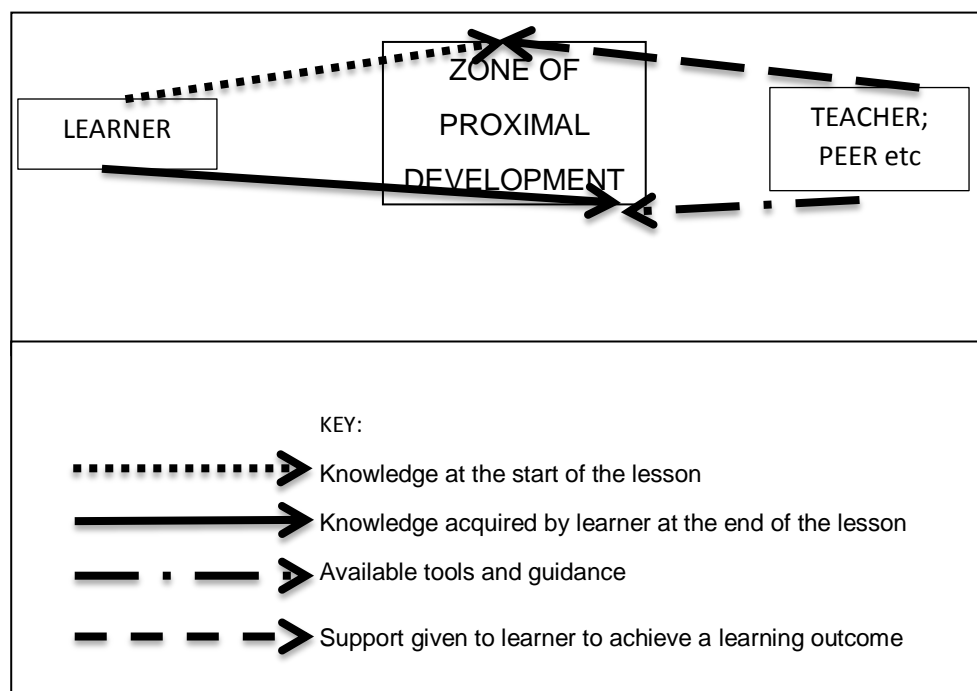 LEARNER
ZONE OF
PROXIMAL
DEVELOPMENT
TEACHER;
PEER etc
KEY:
Knowledge at the start of the lesson
Knowledge acquired by learner at the end of the lesson
Available tools and guidance
Support given to learner to achieve a learning outcome